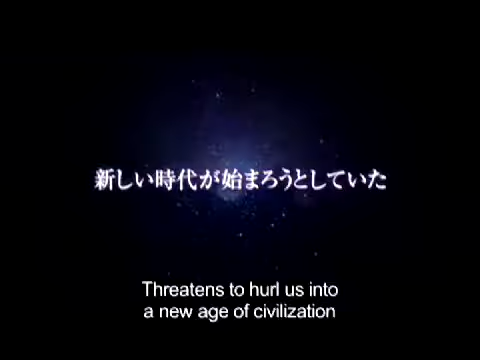 新しい時代が始まろうとしていた
Threatens to hurl us into
a new age of civilization